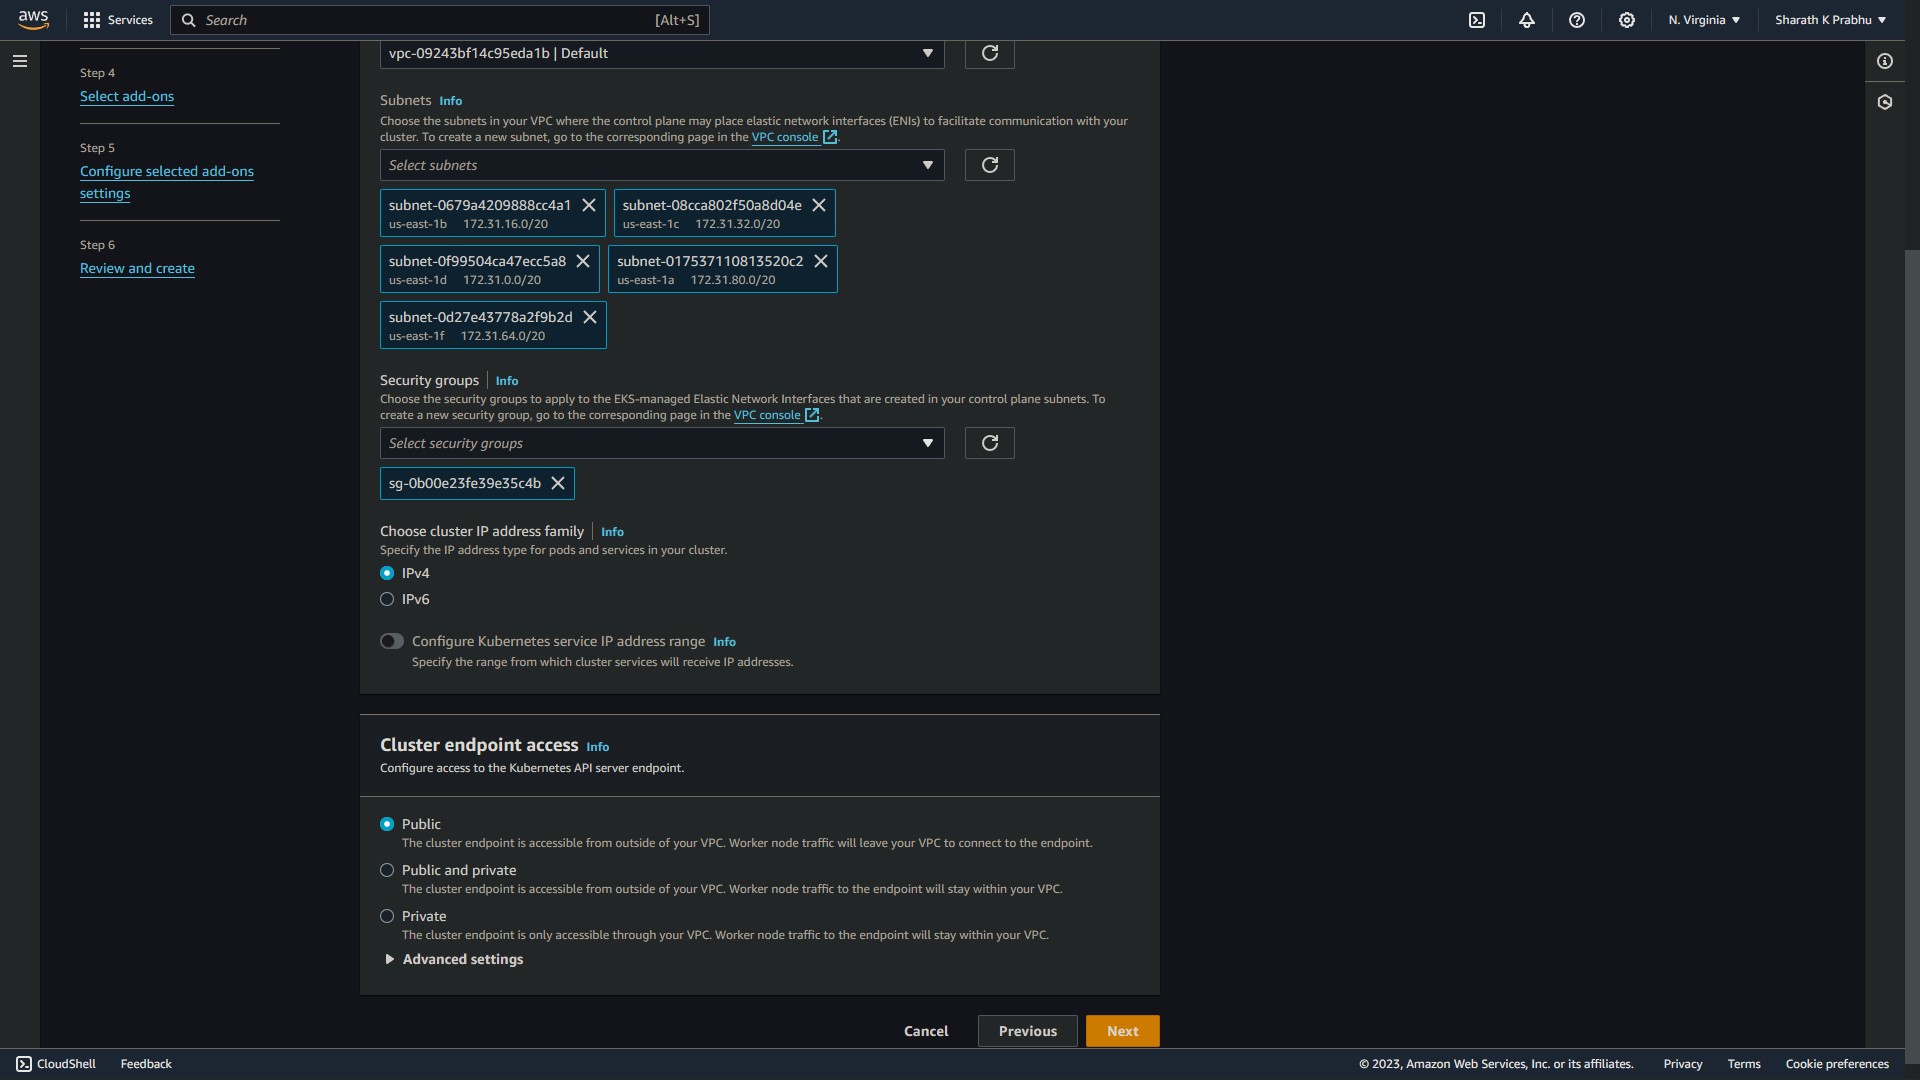 aws
Services
Search
[Alt+S]
N. Virginia
Sharath K Prabhu
Step 4
Select add-ons
Step 5
Configure selected add-ons
settings
Step 6
Review and create
vpc-09243bf14c95eda1b | Default
Subnets Info
Choose the subnets in your VPC where the control plane may place elastic network interfaces (ENIs) to facilitate communication with your
cluster. To create a new subnet, go to the corresponding page in the VPC console.
Select subnets
subnet-0679a4209888cc4a1
us-east-1b 172.31.16.0/20
subnet-08cca802f50a8d04e
us-east-1c 172.31.32.0/20
subnet-0f99504ca47ecc5a8
us-east-1d 172.31.0.0/20
subnet-017537110813520c2
us-east-1a 172.31.80.0/20
subnet-0d27e43778a2f9b2d
us-east-1f 172.31.64.0/20
Security groups Info
Choose the security groups to apply to the EKS-managed Elastic Network Interfaces that are created in your control plane subnets. To
create a new security group, go to the corresponding page in the VPC console.
Select security groups
sg-0b00e23fe39e35c4b
Choose cluster IP address family Info
Specify the IP address type for pods and services in your cluster.
IPv4
IPv6
Configure Kubernetes service IP address range Info
Specify the range from which cluster services will receive IP addresses.
Cluster endpoint access Info
Configure access to the Kubernetes API server endpoint.
Public
The cluster endpoint is accessible from outside of your VPC. Worker node traffic will leave your VPC to connect to the endpoint.
Public and private
The cluster endpoint is accessible from outside of your VPC. Worker node traffic to the endpoint will stay within your VPC.
Private
The cluster endpoint is only accessible through your VPC. Worker node traffic to the endpoint will stay within your VPC.
Advanced settings
Cancel
Previous
Next
CloudShell
Feedback
© 2023, Amazon Web Services, Inc. or its affiliates.
Privacy
Terms
Cookie preferences